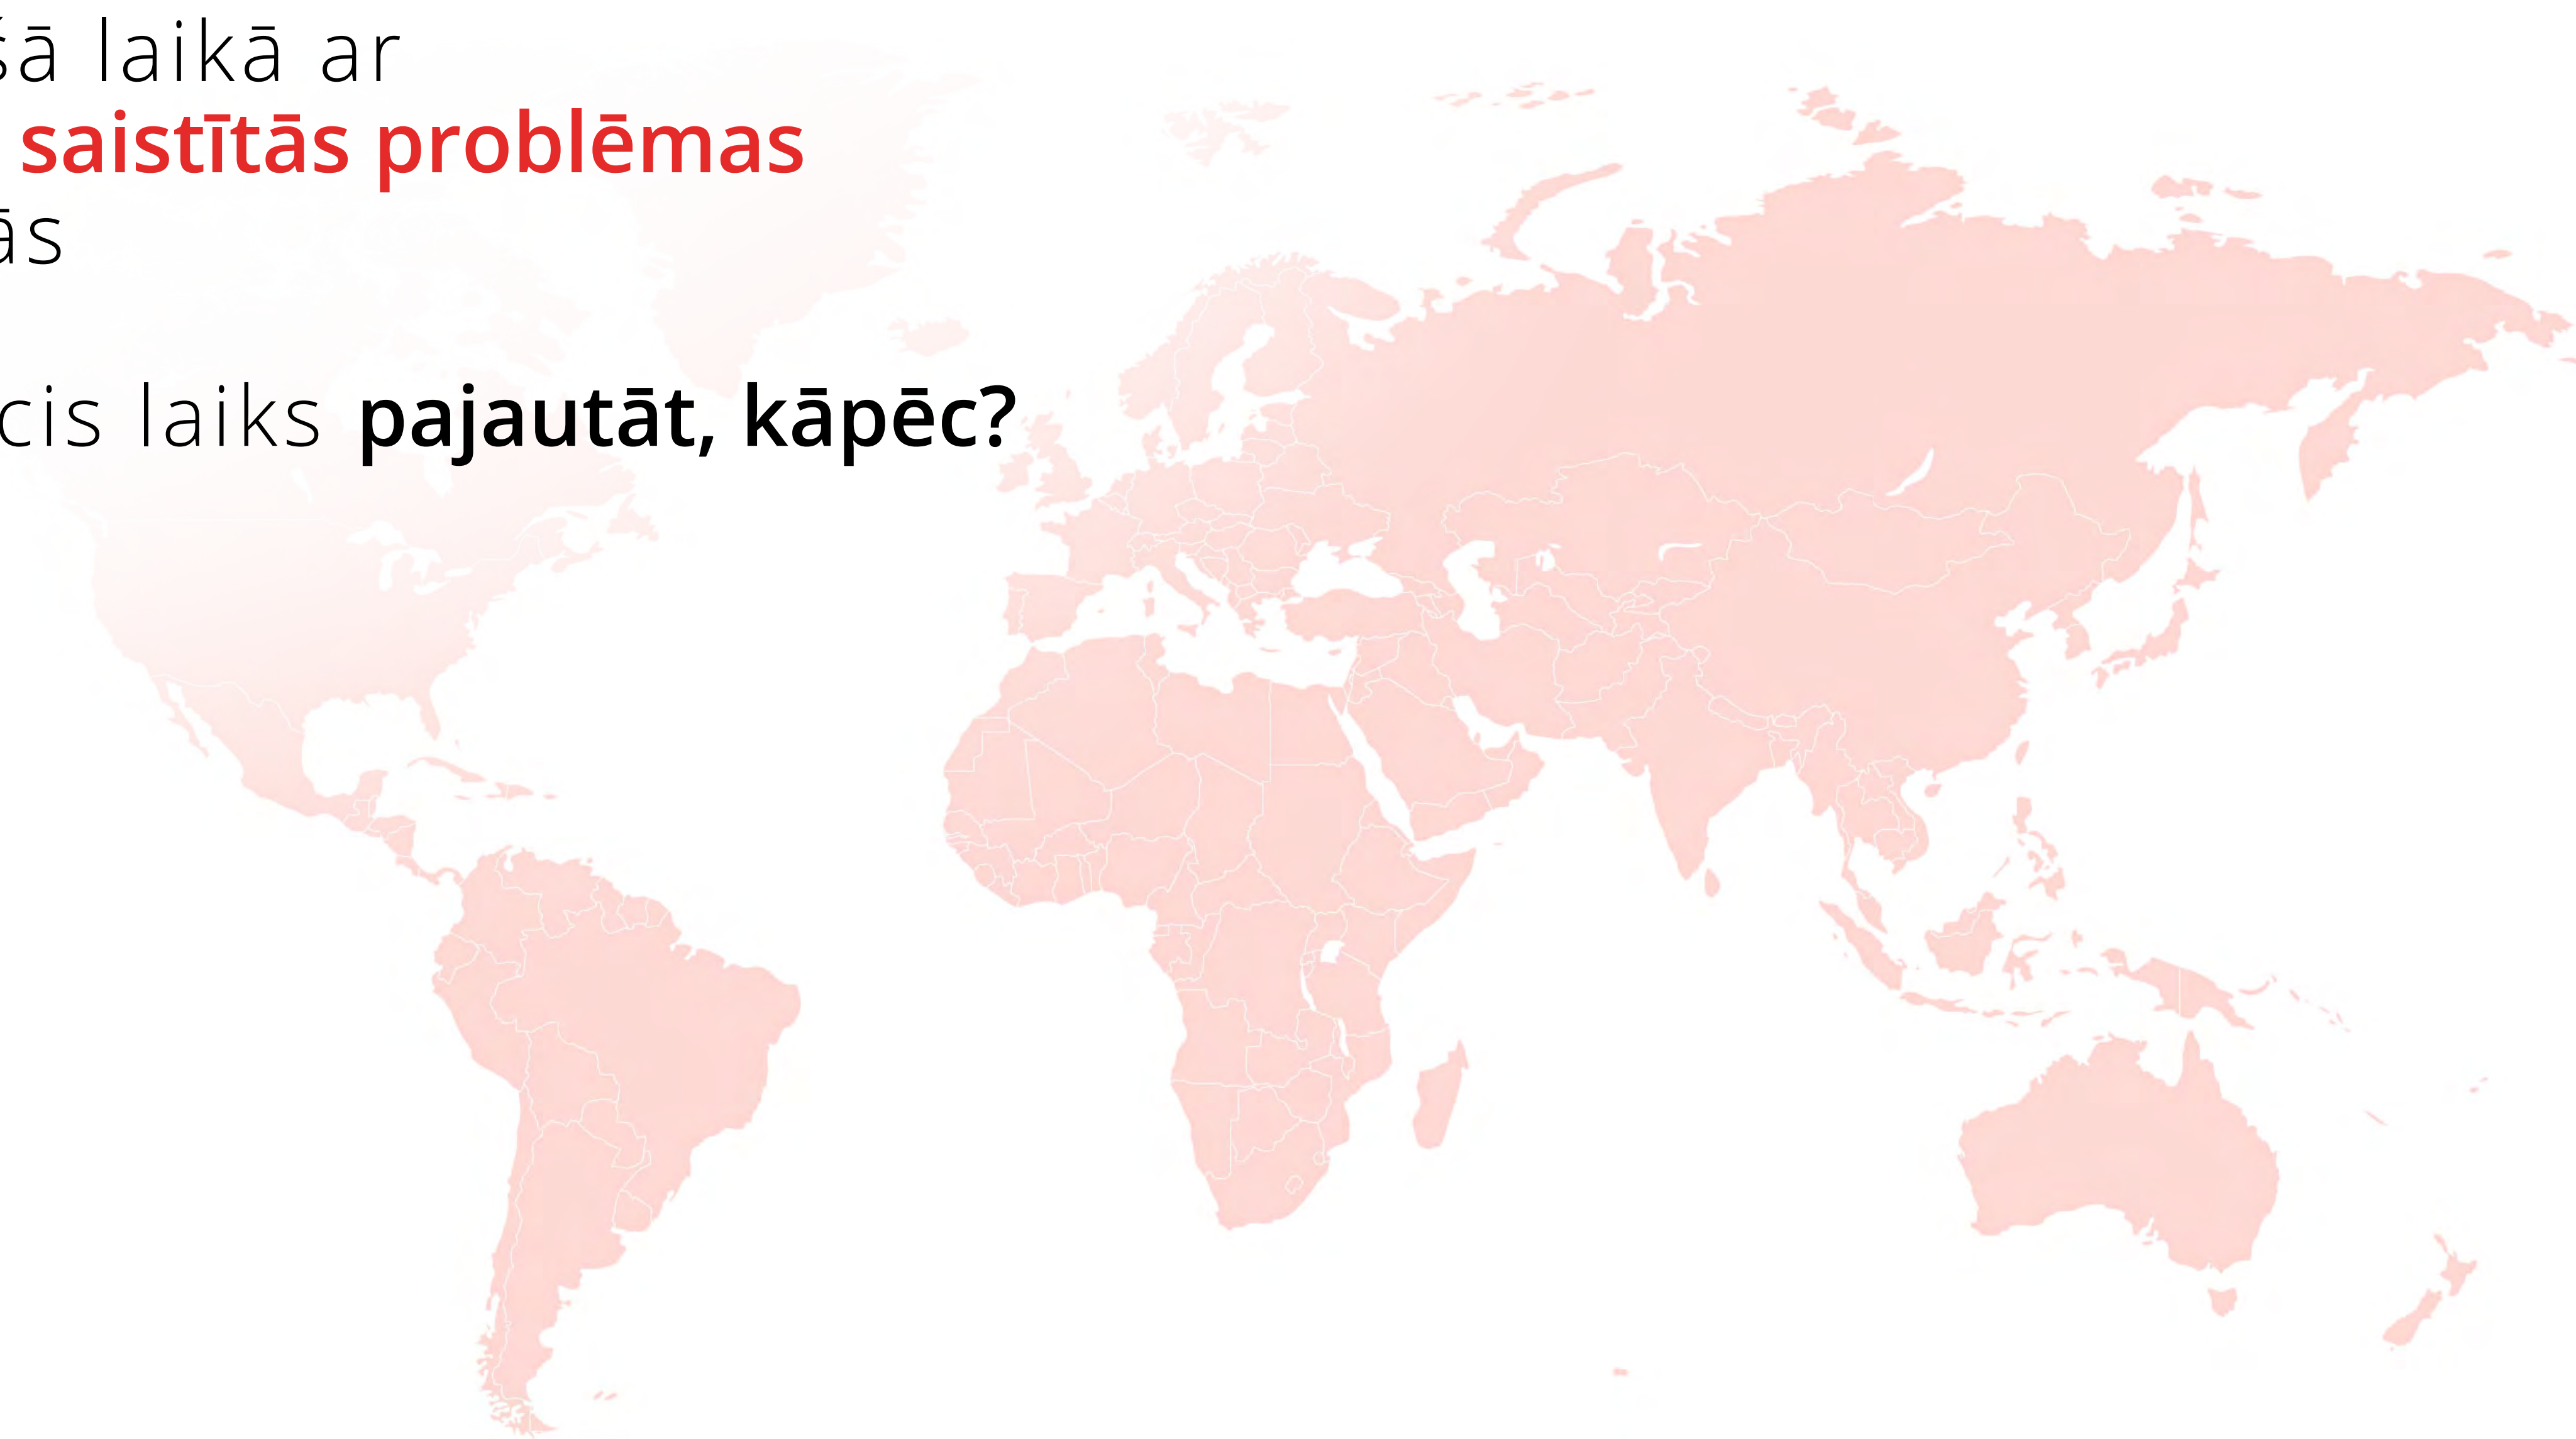 šā laikā ar
saistītās problēmas
ās
cis laiks pajautāt, kāpēc?